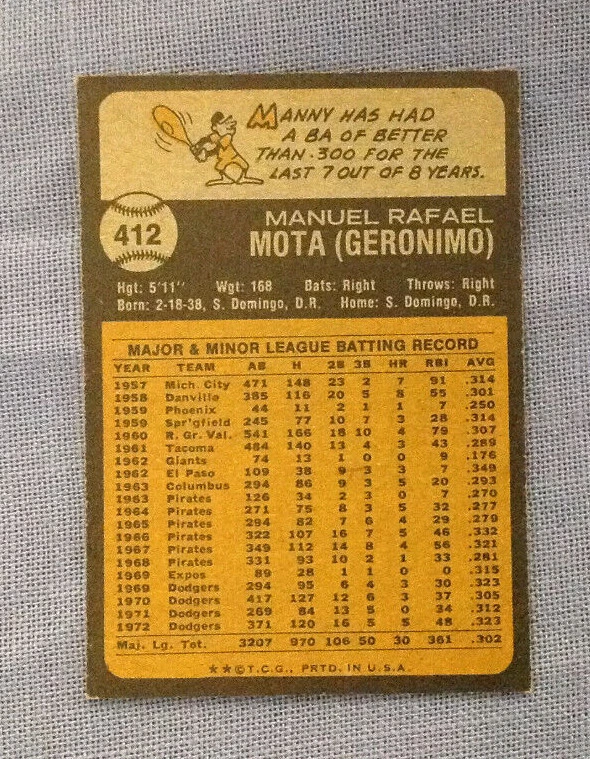 MANNY HAS HAD
A BA OF BETTER
THAN .300 FOR THE
LAST 7 OUT OF 8 YEARS.
412
MANUEL RAFAEL
MOTA (GERONIMO)
Hgt: 5'11" Wgt: 168 Bats: Right Throws: Right
Born: 2-18-38, S. Domingo, D.R. Home: S. Domingo, D.R.
MAJOR & MINOR LEAGUE BATTING RECORD
YEAR TEAM AB H 2B 3B HR RBI AVG
1957 Mich. City 471 148 23 2 7 91 .314
1958 Danville 385 116 20 5 8 55 .301
1959 Phoenix 44 11 2 1 1 7 .250
1959 Spr'gfield 245 77 10 7 3 28 .314
1960 R. Gr. Val. 541 166 18 10 4 79 .307
1961 Tacoma 484 140 13 4 3 43 .289
1962 Giants 74 13 1 0 0 9 .176
1962 El Paso 109 38 9 3 3 7 .349
1963 Columbus 294 86 9 3 5 20 .293
1963 Pirates 126 34 2 3 0 7 .270
1964 Pirates 271 75 8 3 5 32 .277
1965 Pirates 294 82 7 6 4 29 .279
1966 Pirates 322 107 16 7 5 46 .332
1967 Pirates 349 112 14 8 4 56 .321
1968 Pirates 331 93 10 2 1 33 .281
1969 Expos 89 28 1 1 0 0 .315
1969 Dodgers 294 95 6 4 3 30 .323
1970 Dodgers 417 127 12 6 3 37 .305
1971 Dodgers 269 84 13 5 0 34 .312
1972 Dodgers 371 120 16 5 5 48 .323
Maj. Lg. Tot. 3207 970 106 50 30 361 .302
★★©T.C.G., PRTD. IN U.S.A.